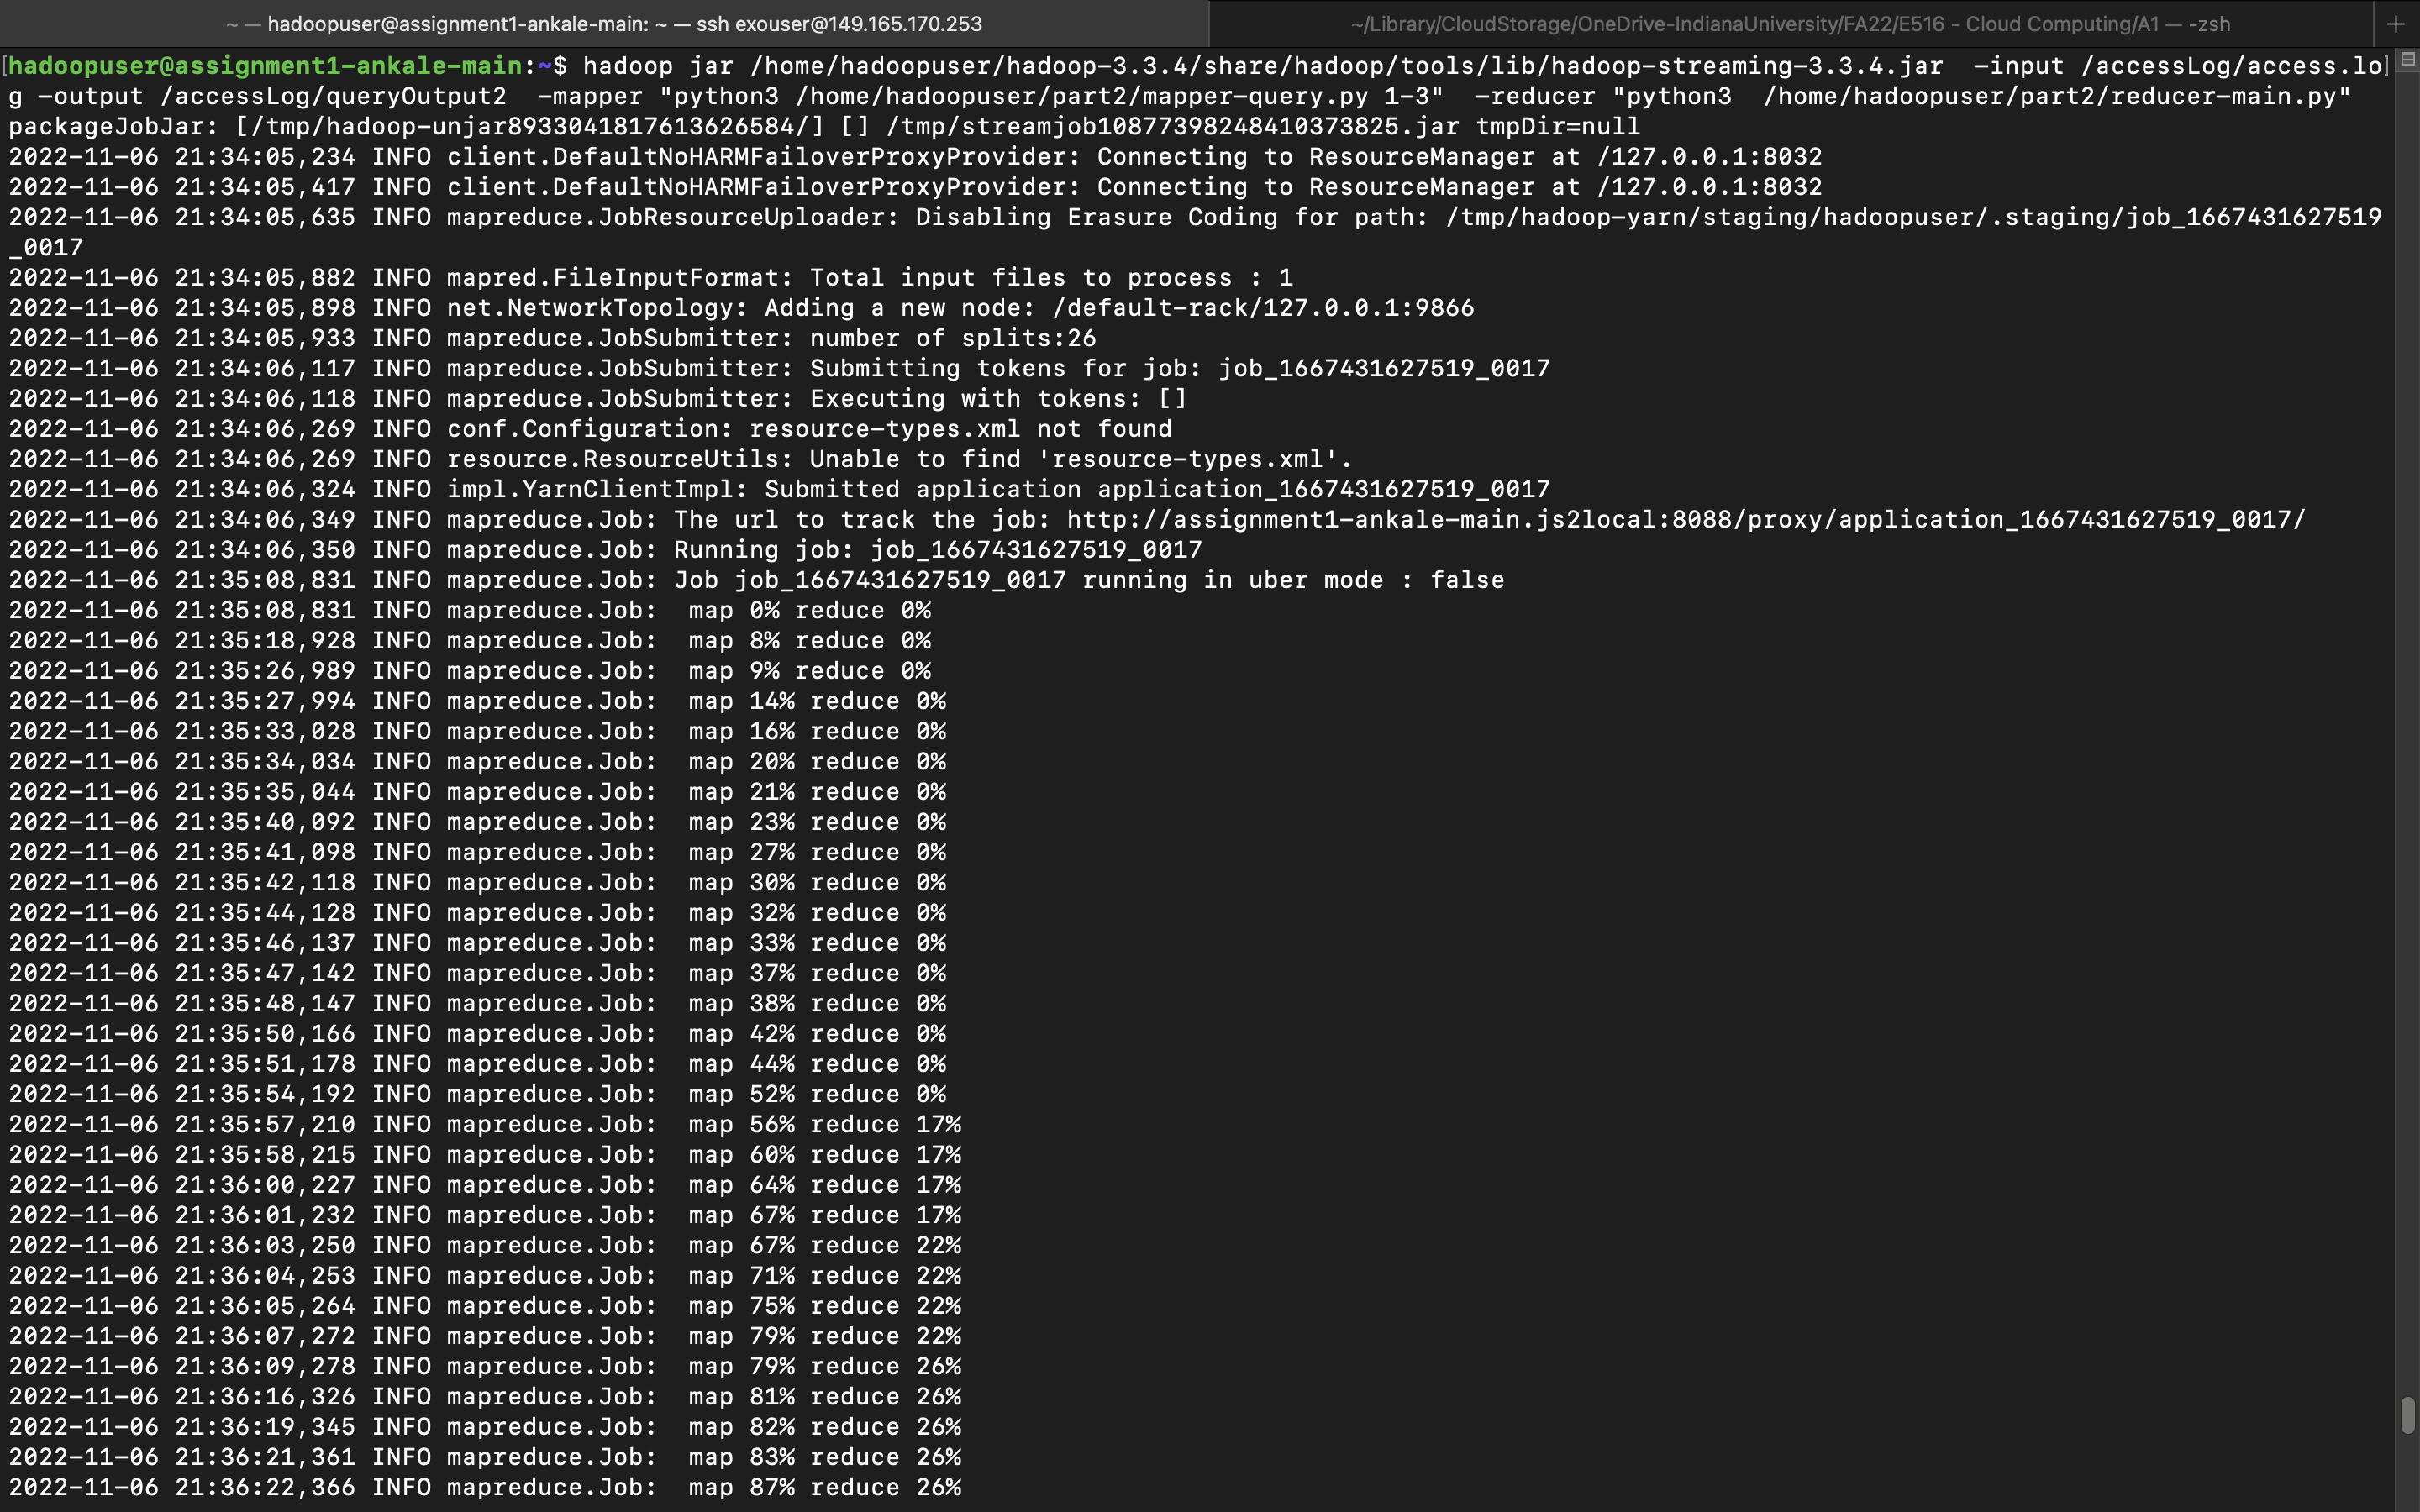 ~ — hadoopuser@assignment1-ankale-main: ~ — ssh exouser@149.165.170.253
~/Library/CloudStorage/OneDrive-IndianaUniversity/FA22/E516 - Cloud Computing/A1 — -zsh
[hadoopuser@assignment1-ankale-main:~$ hadoop jar /home/hadoopuser/hadoop-3.3.4/share/hadoop/tools/lib/hadoop-streaming-3.3.4.jar  -input /accessLog/access.lo]
g -output /accessLog/queryOutput2  -mapper "python3 /home/hadoopuser/part2/mapper-query.py 1-3"  -reducer "python3  /home/hadoopuser/part2/reducer-main.py"
packageJobJar: [/tmp/hadoop-unjar8933041817613626584/] [] /tmp/streamjob10877398248410373825.jar tmpDir=null
2022-11-06 21:34:05,234 INFO client.DefaultNoHARMFailoverProxyProvider: Connecting to ResourceManager at /127.0.0.1:8032
2022-11-06 21:34:05,417 INFO client.DefaultNoHARMFailoverProxyProvider: Connecting to ResourceManager at /127.0.0.1:8032
2022-11-06 21:34:05,635 INFO mapreduce.JobResourceUploader: Disabling Erasure Coding for path: /tmp/hadoop-yarn/staging/hadoopuser/.staging/job_1667431627519
_0017
2022-11-06 21:34:05,882 INFO mapred.FileInputFormat: Total input files to process : 1
2022-11-06 21:34:05,898 INFO net.NetworkTopology: Adding a new node: /default-rack/127.0.0.1:9866
2022-11-06 21:34:05,933 INFO mapreduce.JobSubmitter: number of splits:26
2022-11-06 21:34:06,117 INFO mapreduce.JobSubmitter: Submitting tokens for job: job_1667431627519_0017
2022-11-06 21:34:06,118 INFO mapreduce.JobSubmitter: Executing with tokens: []
2022-11-06 21:34:06,269 INFO conf.Configuration: resource-types.xml not found
2022-11-06 21:34:06,269 INFO resource.ResourceUtils: Unable to find 'resource-types.xml'.
2022-11-06 21:34:06,324 INFO impl.YarnClientImpl: Submitted application application_1667431627519_0017
2022-11-06 21:34:06,349 INFO mapreduce.Job: The url to track the job: http://assignment1-ankale-main.js2local:8088/proxy/application_1667431627519_0017/
2022-11-06 21:34:06,350 INFO mapreduce.Job: Running job: job_1667431627519_0017
2022-11-06 21:35:08,831 INFO mapreduce.Job: Job job_1667431627519_0017 running in uber mode : false
2022-11-06 21:35:08,831 INFO mapreduce.Job:  map 0% reduce 0%
2022-11-06 21:35:18,928 INFO mapreduce.Job:  map 8% reduce 0%
2022-11-06 21:35:26,989 INFO mapreduce.Job:  map 9% reduce 0%
2022-11-06 21:35:27,994 INFO mapreduce.Job:  map 14% reduce 0%
2022-11-06 21:35:33,028 INFO mapreduce.Job:  map 16% reduce 0%
2022-11-06 21:35:34,034 INFO mapreduce.Job:  map 20% reduce 0%
2022-11-06 21:35:35,044 INFO mapreduce.Job:  map 21% reduce 0%
2022-11-06 21:35:40,092 INFO mapreduce.Job:  map 23% reduce 0%
2022-11-06 21:35:41,098 INFO mapreduce.Job:  map 27% reduce 0%
2022-11-06 21:35:42,118 INFO mapreduce.Job:  map 30% reduce 0%
2022-11-06 21:35:44,128 INFO mapreduce.Job:  map 32% reduce 0%
2022-11-06 21:35:46,137 INFO mapreduce.Job:  map 33% reduce 0%
2022-11-06 21:35:47,142 INFO mapreduce.Job:  map 37% reduce 0%
2022-11-06 21:35:48,147 INFO mapreduce.Job:  map 38% reduce 0%
2022-11-06 21:35:50,166 INFO mapreduce.Job:  map 42% reduce 0%
2022-11-06 21:35:51,178 INFO mapreduce.Job:  map 44% reduce 0%
2022-11-06 21:35:54,192 INFO mapreduce.Job:  map 52% reduce 0%
2022-11-06 21:35:57,210 INFO mapreduce.Job:  map 56% reduce 17%
2022-11-06 21:35:58,215 INFO mapreduce.Job:  map 60% reduce 17%
2022-11-06 21:36:00,227 INFO mapreduce.Job:  map 64% reduce 17%
2022-11-06 21:36:01,232 INFO mapreduce.Job:  map 67% reduce 17%
2022-11-06 21:36:03,250 INFO mapreduce.Job:  map 67% reduce 22%
2022-11-06 21:36:04,253 INFO mapreduce.Job:  map 71% reduce 22%
2022-11-06 21:36:05,264 INFO mapreduce.Job:  map 75% reduce 22%
2022-11-06 21:36:07,272 INFO mapreduce.Job:  map 79% reduce 22%
2022-11-06 21:36:09,278 INFO mapreduce.Job:  map 79% reduce 26%
2022-11-06 21:36:16,326 INFO mapreduce.Job:  map 81% reduce 26%
2022-11-06 21:36:19,345 INFO mapreduce.Job:  map 82% reduce 26%
2022-11-06 21:36:21,361 INFO mapreduce.Job:  map 83% reduce 26%
2022-11-06 21:36:22,366 INFO mapreduce.Job:  map 87% reduce 26%